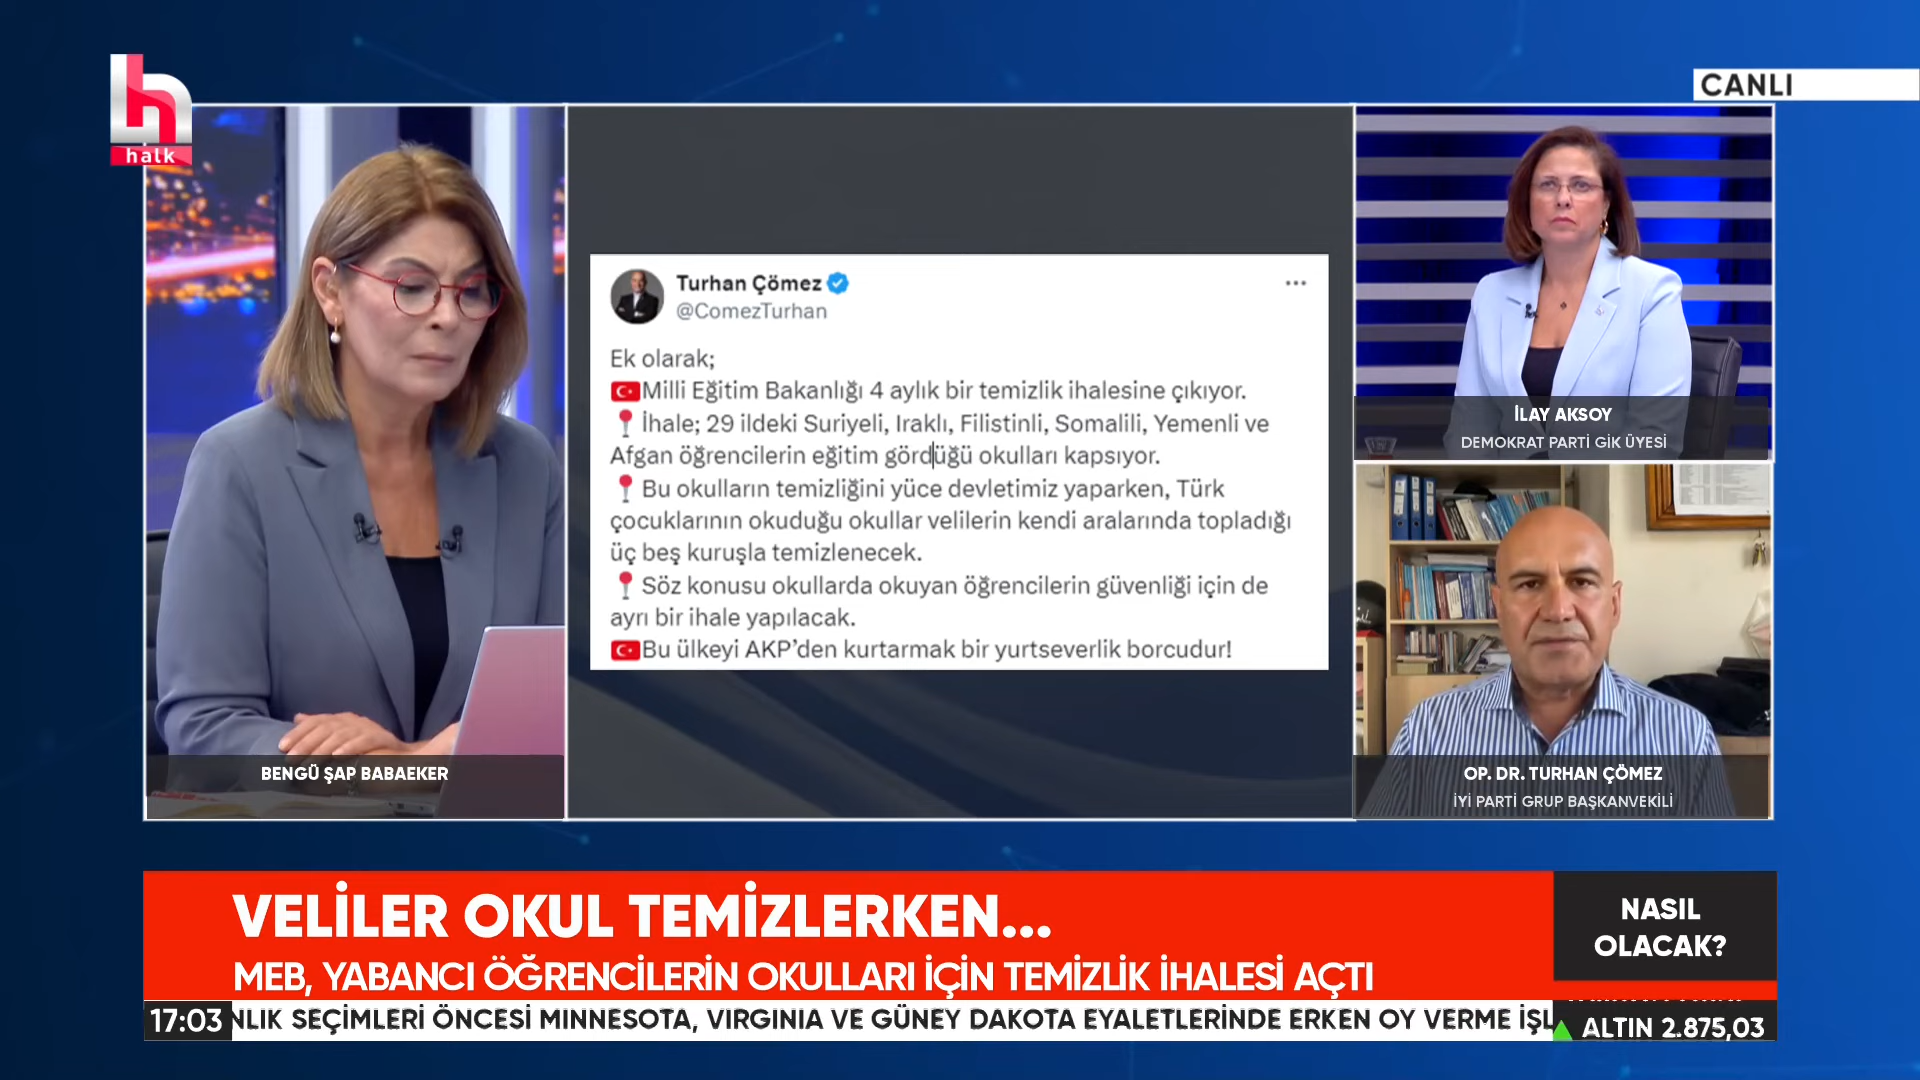 halk
CANLI
Turhan Çömez
@ComezTurhan
Ek olarak;
Milli Eğitim Bakanlığı 4 aylık bir temizlik ihalesine çıkıyor.
İhale; 29 ildeki Suriyeli, Iraklı, Filistinli, Somalili, Yemenli ve
Afgan öğrencilerin eğitim gördüğü okulları kapsıyor.
Bu okulların temizliğini yüce devletimiz yaparken, Türk
çocuklarının okuduğu okullar velilerin kendi aralarında topladığı
üç beş kuruşla temizlenecek.
Söz konusu okullarda okuyan öğrencilerin güvenliği için de
ayrı bir ihale yapılacak.
Bu ülkeyi AKP'den kurtarmak bir yurtseverlik borcudur!
İLAY AKSOY
DEMOKRAT PARTİ GİK ÜYESİ
BENGÜ ŞAP BABAEKER
OP. DR. TURHAN ÇÖMEZ
İYİ PARTİ GRUP BAŞKANVEKİLİ
VELİLER OKUL TEMİZLERKEN...
MEB, YABANCI ÖĞRENCİLERİN OKULLARI İÇİN TEMİZLİK İHALESİ AÇTI
NASIL
OLACAK?
17:03
NLIK SEÇİMLERİ ÖNCESİ MINNESOTA, VIRGINIA VE GÜNEY DAKOTA EYALETLERİNDE ERKEN OY VERME İŞL
ALTIN 2.875,03